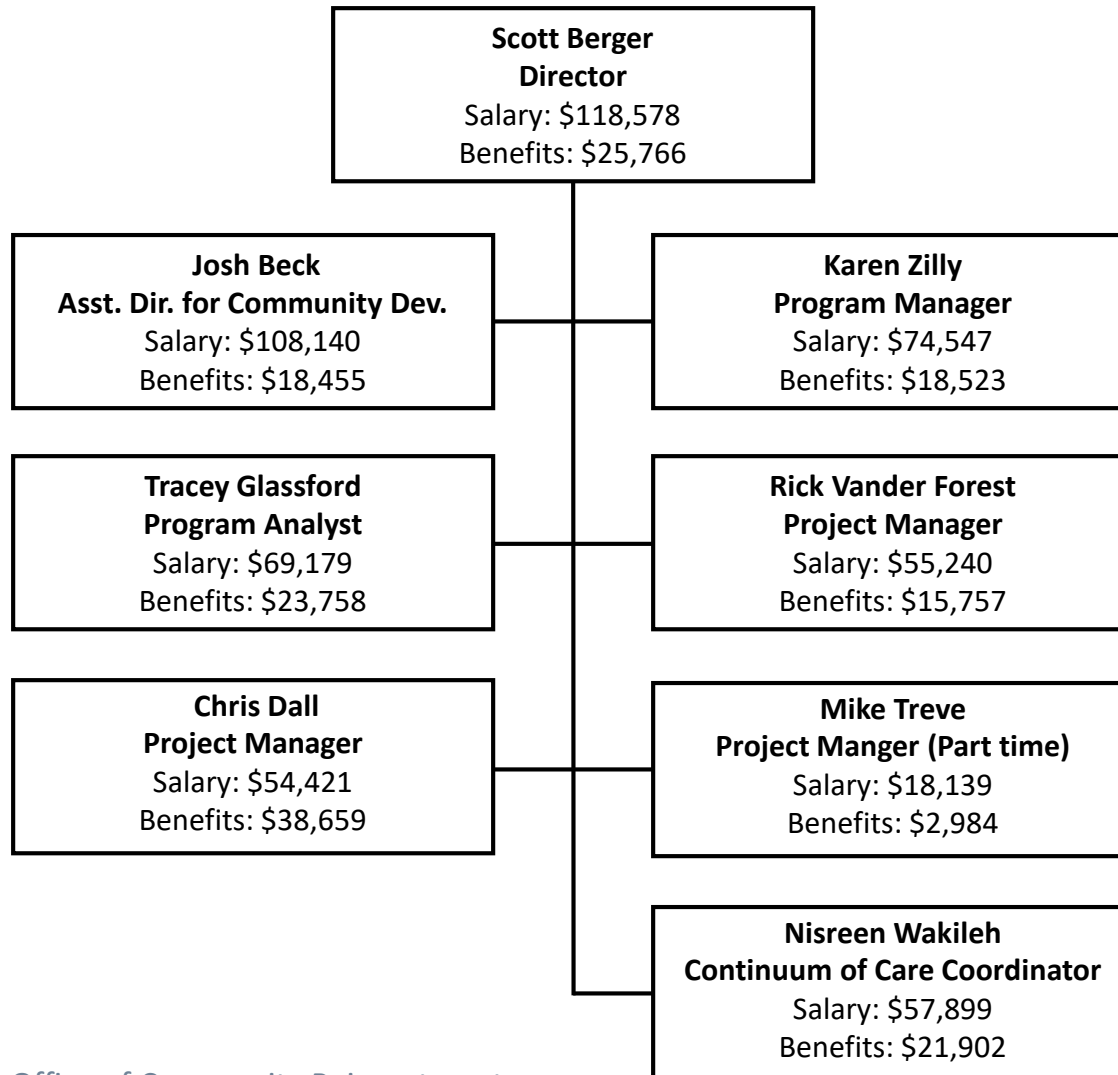 Scott Berger
Director
Salary: $118,578
Benefits: $25,766
Josh Beck
Asst. Dir. for Community Dev.
Salary: $108,140
Benefits: $18,455
Karen Zilly
Program Manager
Salary: $74,547
Benefits: $18,523
Tracey Glassford
Program Analyst
Salary: $69,179
Benefits: $23,758
Rick Vander Forest
Project Manager
Salary: $55,240
Benefits: $15,757
Chris Dall
Project Manager
Salary: $54,421
Benefits: $38,659
Mike Treve
Project Manger (Part time)
Salary: $18,139
Benefits: $2,984
Nisreen Wakileh
Continuum of Care Coordinator
Salary: $57,899
Benefits: $21,902